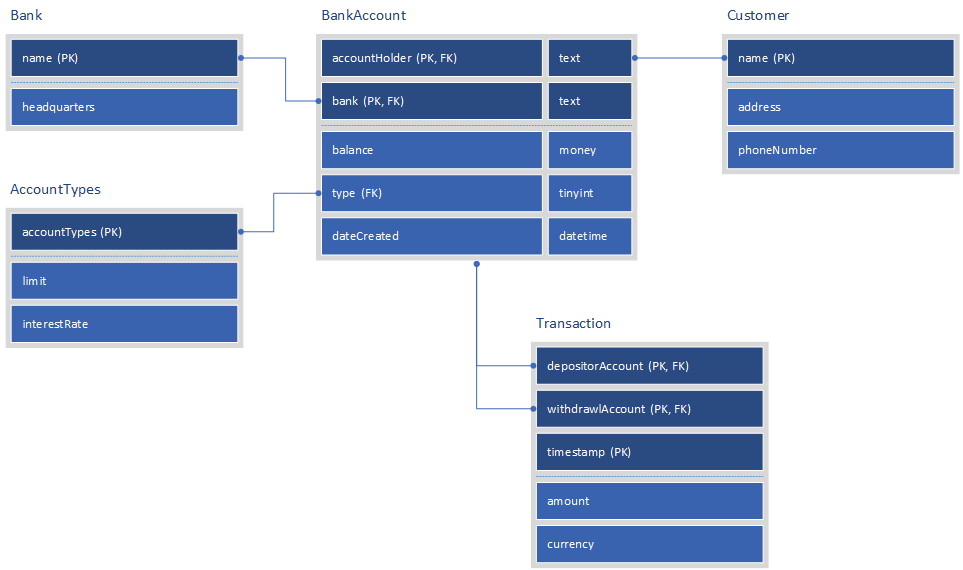 Bank
name (PK)
headquarters
BankAccount
accountHolder (PK, FK) text
bank (PK, FK) text
balance money
type (FK) tinyint
dateCreated datetime
Customer
name (PK)
address
phoneNumber
AccountTypes
accountTypes (PK)
limit
interestRate
Transaction
depositorAccount (PK, FK)
withdrawlAccount (PK, FK)
timestamp (PK)
amount
currency